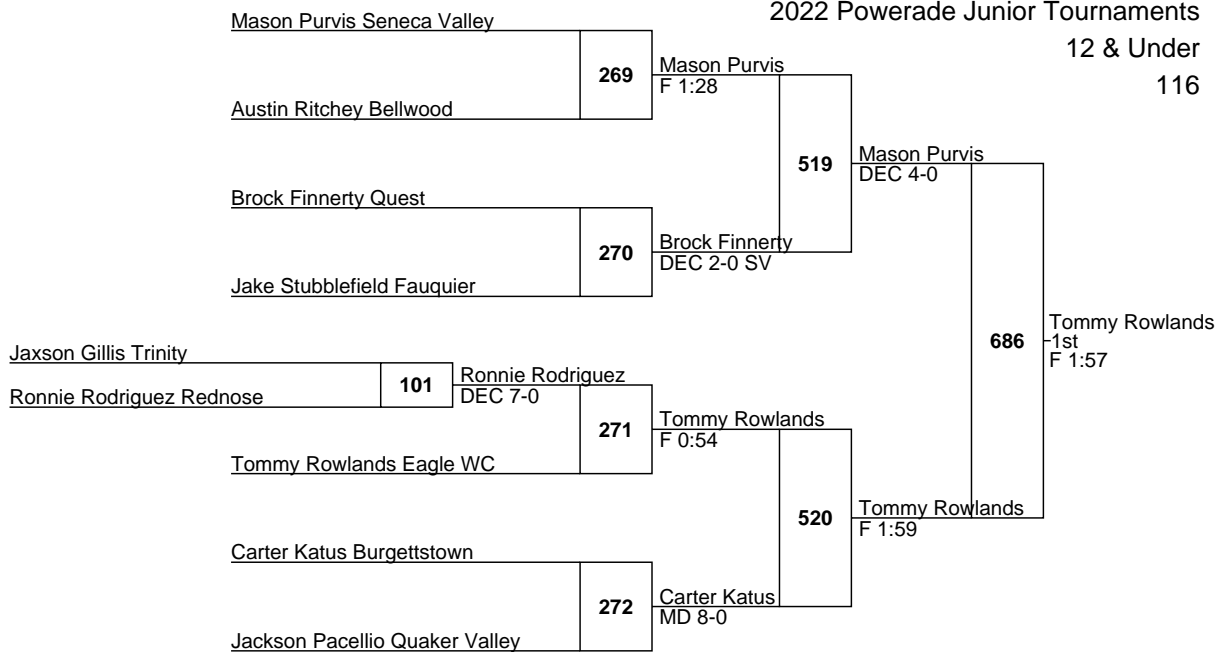 2022 Powerade Junior Tournaments
12 & Under
116
Mason Purvis Seneca Valley
269
Mason Purvis
F 1:28
Austin Ritchey Bellwood
519
Mason Purvis
DEC 4-0
Brock Finnerty Quest
270
Brock Finnerty
DEC 2-0 SV
Jake Stubblefield Fauquier
686
Tommy Rowlands
1st
F 1:57
Jaxson Gillis Trinity
101
Ronnie Rodriguez
DEC 7-0
Ronnie Rodriguez Rednose
271
Tommy Rowlands
F 0:54
Tommy Rowlands Eagle WC
520
Tommy Rowlands
F 1:59
Carter Katus Burgettstown
272
Carter Katus
MD 8-0
Jackson Pacellio Quaker Valley